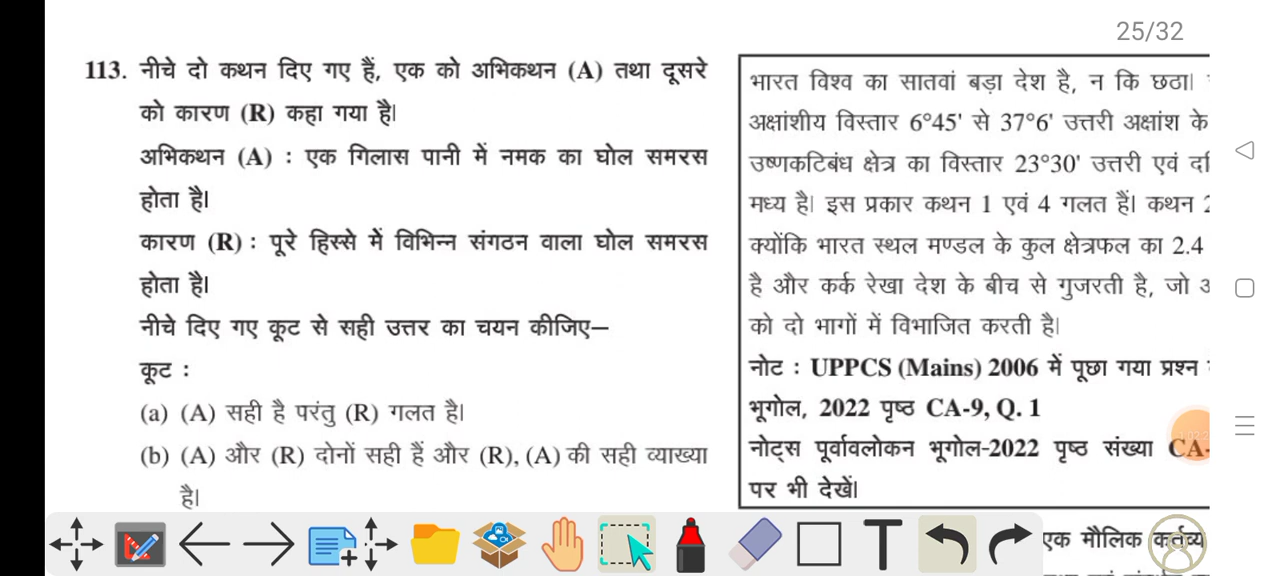 25/32
113. नीचे दो कथन दिए गए हैं, एक को अभिकथन (A) तथा दूसरे
को कारण (R) कहा गया है।
अभिकथन (A) : एक गिलास पानी में नमक का घोल समरस
होता है।
कारण (R) : पूरे हिस्से में विभिन्न संगठन वाला घोल समरस
होता है।
नीचे दिए गए कूट से सही उत्तर का चयन कीजिए–
कूट :
(a) (A) सही है परंतु (R) गलत है।
(b) (A) और (R) दोनों सही हैं और (R), (A) की सही व्याख्या
है।
भारत विश्व का सातवां बड़ा देश है, न कि छठा।
अक्षांशीय विस्तार 6°45' से 37°6' उत्तरी अक्षांश के
उष्णकटिबंध क्षेत्र का विस्तार 23°30' उत्तरी एवं
मध्य है। इस प्रकार कथन 1 एवं 4 गलत हैं। कथन
क्योंकि भारत स्थल मण्डल के कुल क्षेत्रफल का 2.4
है और कर्क रेखा देश के बीच से गुजरती है, जो
को दो भागों में विभाजित करती है।
नोट : UPPCS (Mains) 2006 में पूछा गया प्रश्न
भूगोल, 2022 पृष्ठ CA-9, Q. 1
नोट्स पूर्वावलोकन भूगोल-2022 पृष्ठ संख्या CA-
पर भी देखें।
एक मौलिक कर्तव्य